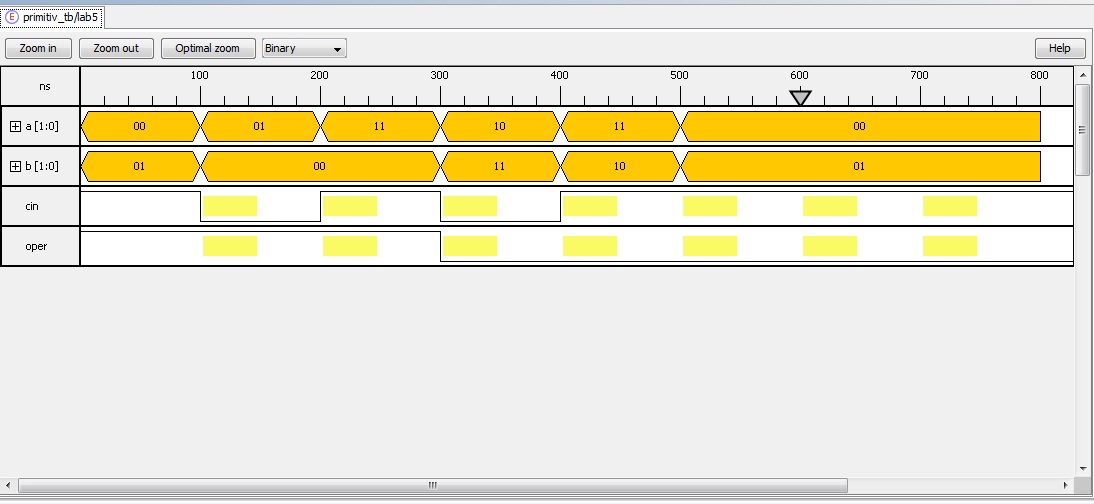 E primitiv_tb/lab5
Zoom in Zoom out Optimal zoom Binary Help
ns 100 200 300 400 500 600 700 800
a [1:0] 00 01 11 10 11 00
b [1:0] 01 00 11 10 01
cin
oper